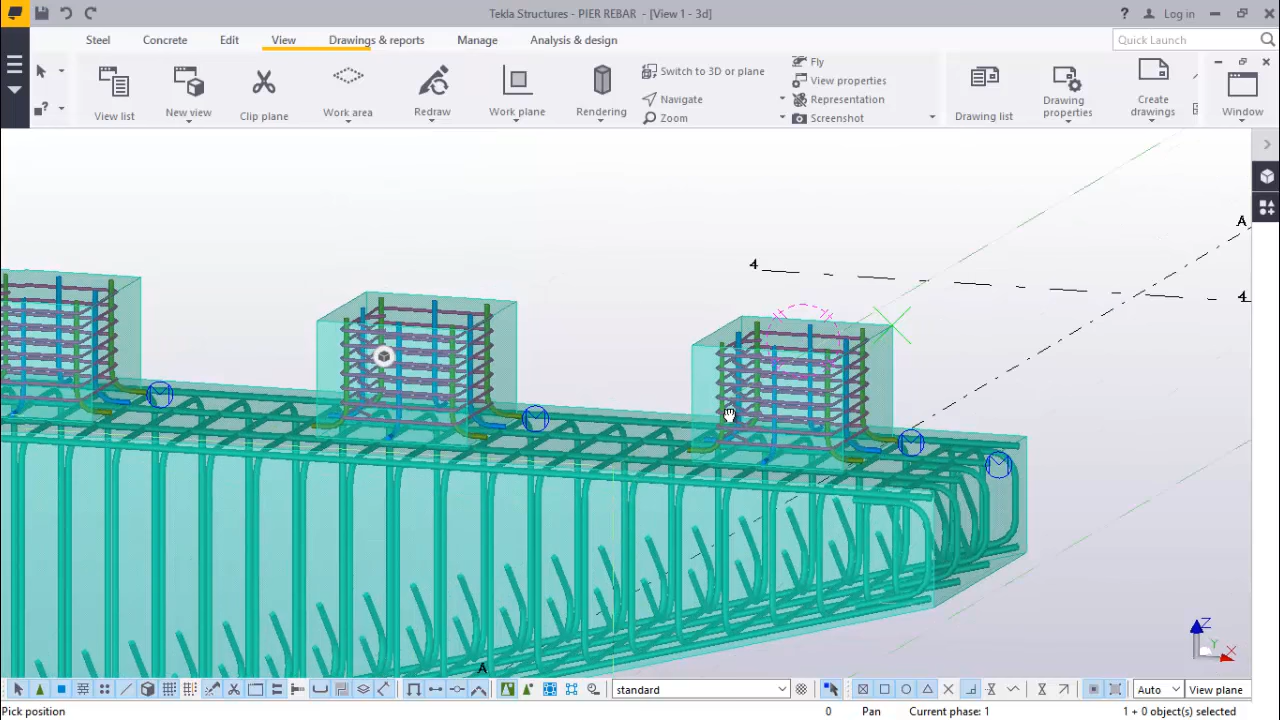 Tekla Structures - PIER REBAR - [View 1 - 3d]
? Log in
Steel Concrete Edit View Drawings & reports Manage Analysis & design Quick Launch
View list New view Clip plane Work area Redraw Work plane Rendering
Switch to 3D or plane
Navigate
Zoom
Fly
View properties
Representation
Screenshot
Drawing list
Drawing properties
Create drawings
Window
A
4
4
A
Z
Y
X
standard
Auto View plane
Pick position 0 Pan Current phase: 1 1 + 0 object(s) selected